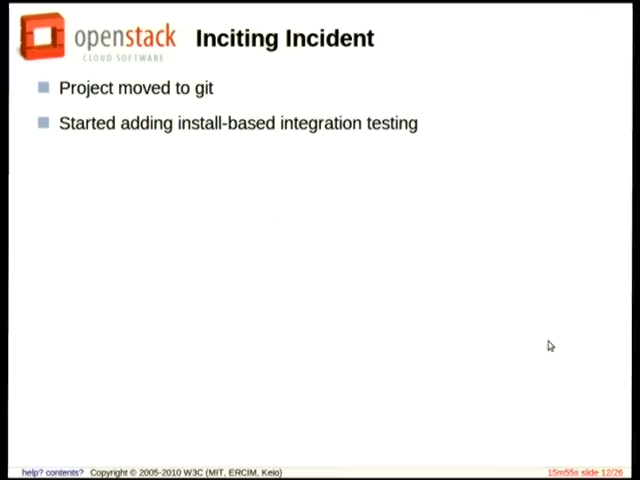 openstack
CLOUD SOFTWARE
Inciting Incident
Project moved to git
Started adding install-based integration testing
help? contents? Copyright © 2005-2010 W3C (MIT, ERCIM, Keio)
15m55s slide 12/26